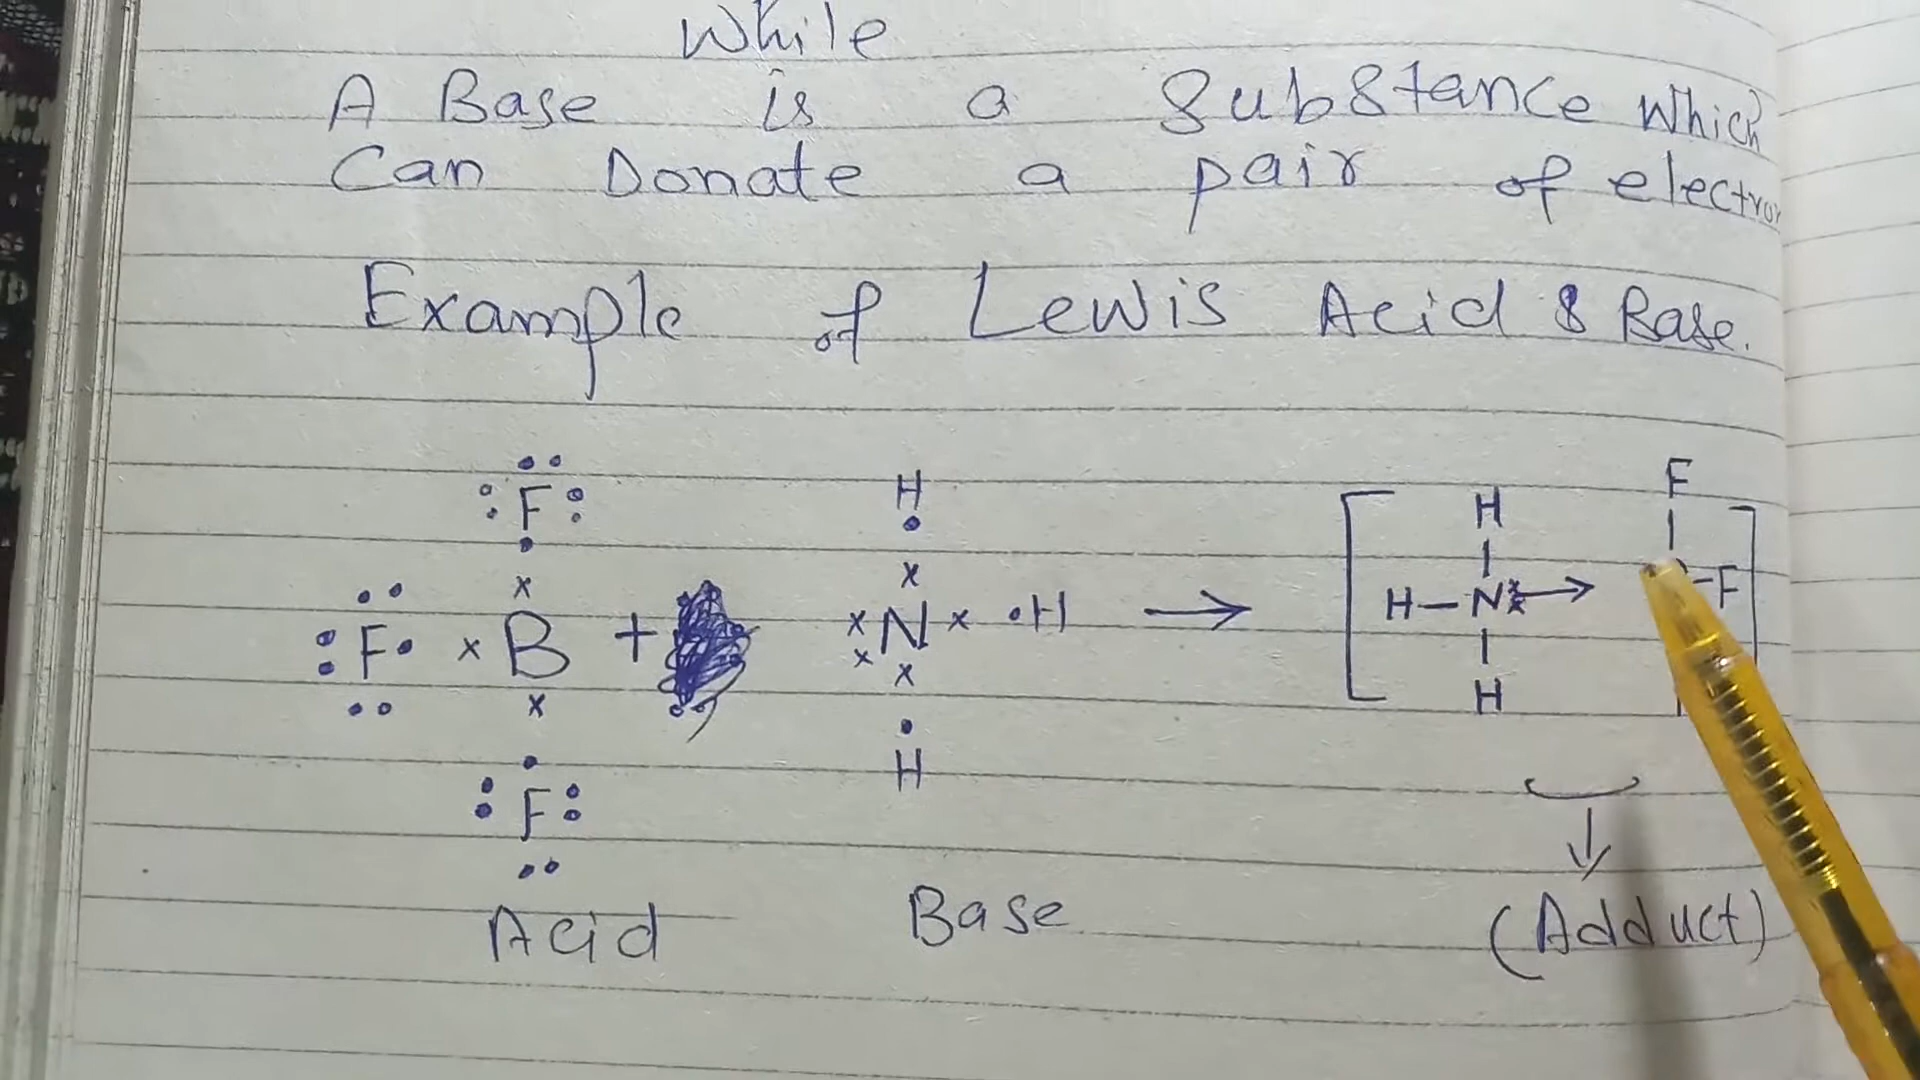 While
A Base is a substance which
Can Donate a pair of electron
Example of Lewis Acid & Base.
F H F
H
F x B + x N x H → H - N → - F
x H
F H
Acid Base (Adduct)